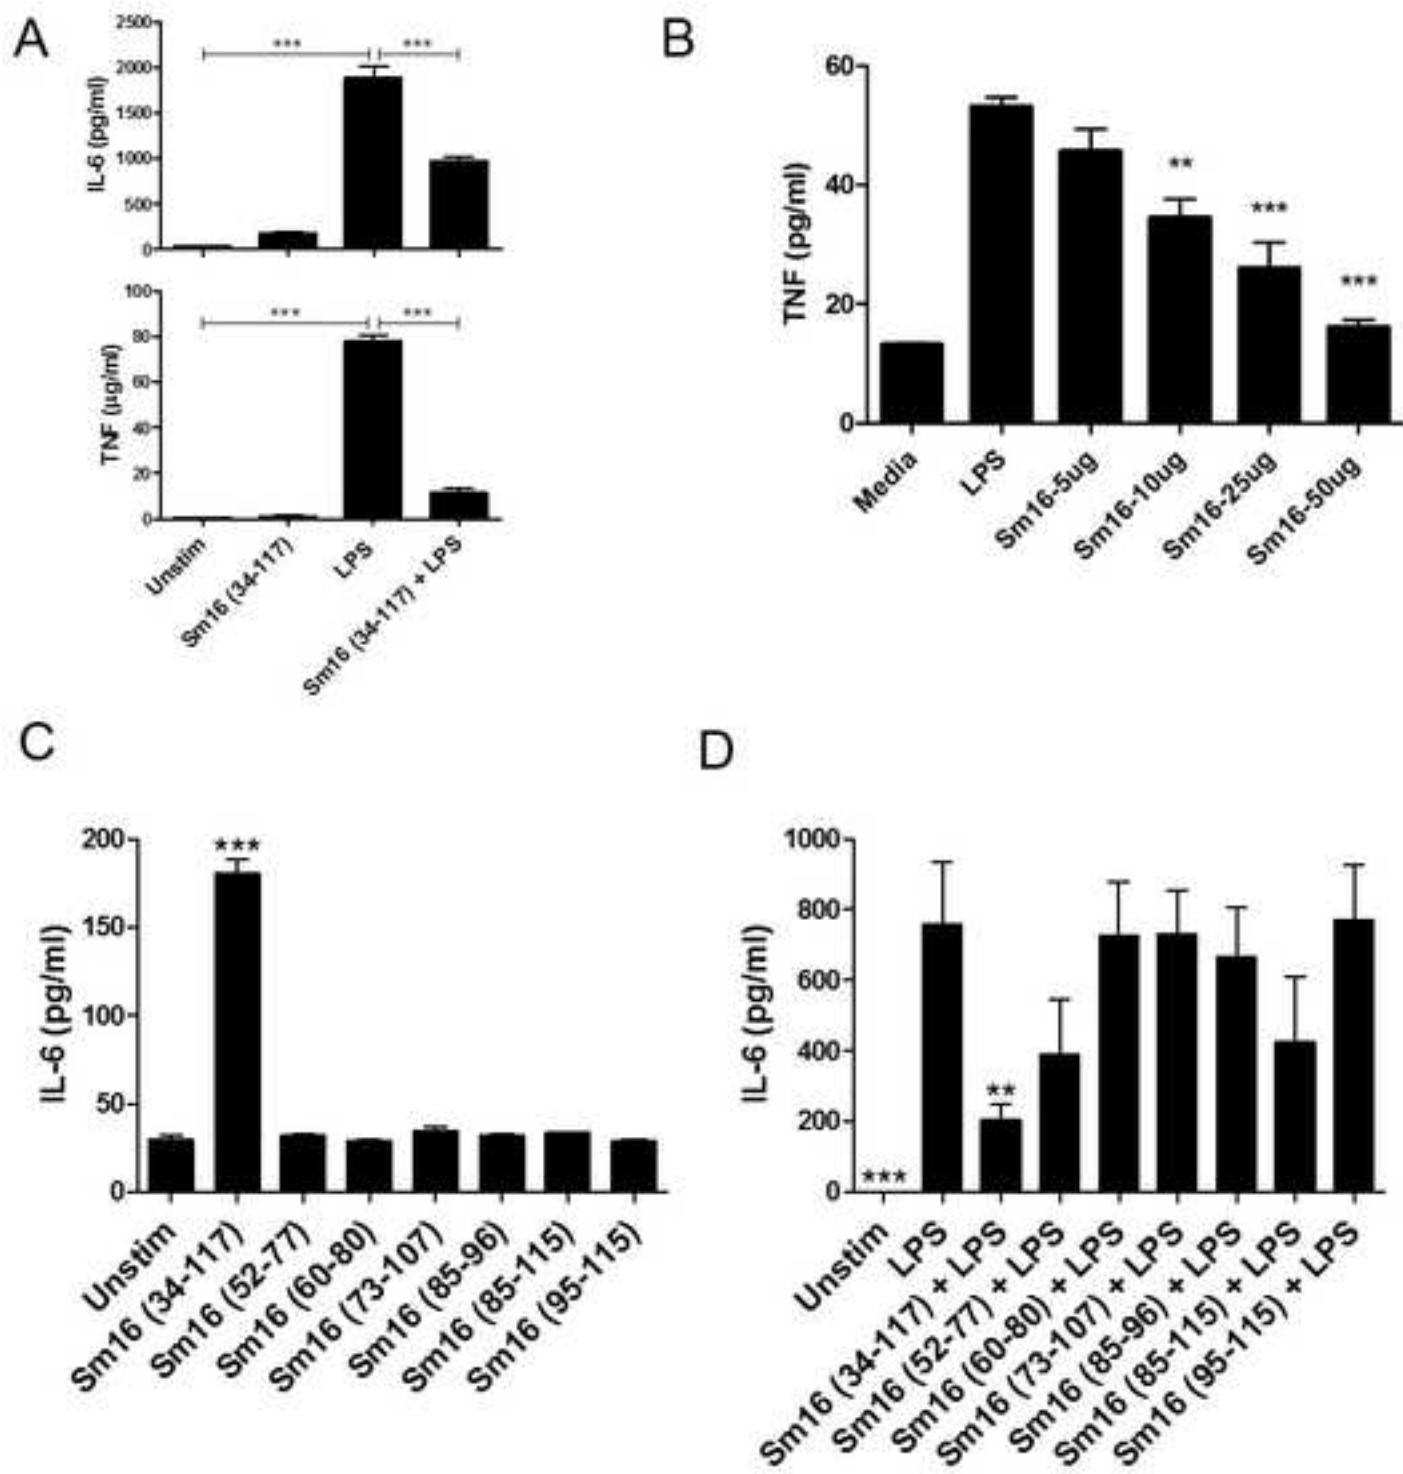 A
2500
2000
1500
1000
500
0
IL-6 (pg/ml)
***
***
100
80
60
40
20
0
TNF (µg/ml)
***
***
Unstim
Sm16 (34-117)
LPS
Sm16 (34-117) + LPS
B
60
40
20
0
TNF (pg/ml)
**
***
***
Media
LPS
Sm16-5ug
Sm16-10ug
Sm16-25ug
Sm16-50ug
C
200
150
100
50
0
IL-6 (pg/ml)
***
Unstim
Sm16 (34-117)
Sm16 (52-77)
Sm16 (60-80)
Sm16 (73-107)
Sm16 (85-96)
Sm16 (85-115)
Sm16 (95-115)
D
1000
800
600
400
200
0
IL-6 (pg/ml)
***
**
Unstim
LPS
Sm16 (34-117) + LPS
Sm16 (52-77) + LPS
Sm16 (60-80) + LPS
Sm16 (73-107) + LPS
Sm16 (85-96) + LPS
Sm16 (85-115) + LPS
Sm16 (95-115) + LPS